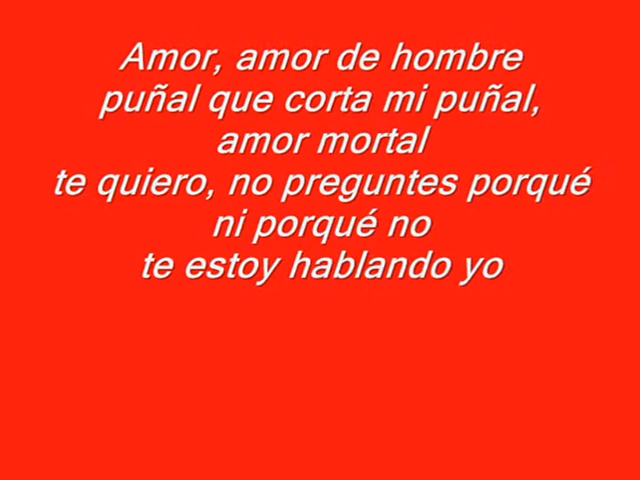 Amor, amor de hombre
puñal que corta mi puñal,
amor mortal
te quiero, no preguntes porqué
ni porqué no
te estoy hablando yo